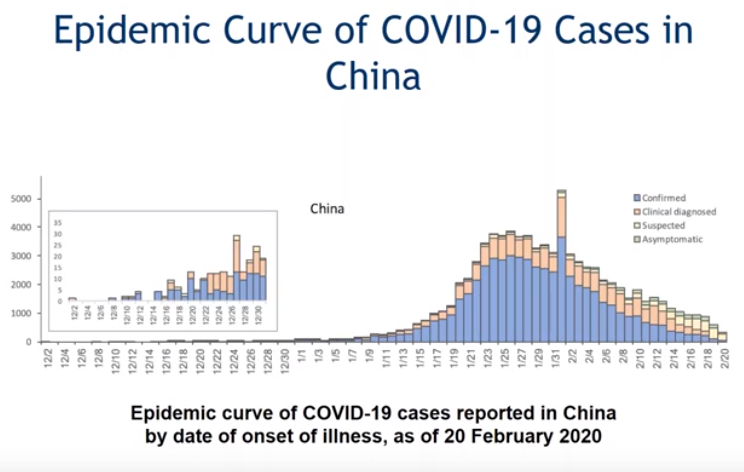 Epidemic Curve of COVID-19 Cases in
China
China
Confirmed
Clinical diagnosed
Suspected
Asymptomatic
5000
4000
3000
2000
1000
0
35
30
25
20
15
10
5
0
12/2 12/4 12/6 12/8 12/10 12/12 12/14 12/16 12/18 12/20 12/22 12/24 12/26 12/28 12/30
12/2 12/4 12/6 12/8 12/10 12/12 12/14 12/16 12/18 12/20 12/22 12/24 12/26 12/28 12/30 1/1 1/3 1/5 1/7 1/9 1/11 1/13 1/15 1/17 1/19 1/21 1/23 1/25 1/27 1/29 1/31 2/2 2/4 2/6 2/8 2/10 2/12 2/14 2/16 2/18 2/20
Epidemic curve of COVID-19 cases reported in China
by date of onset of illness, as of 20 February 2020